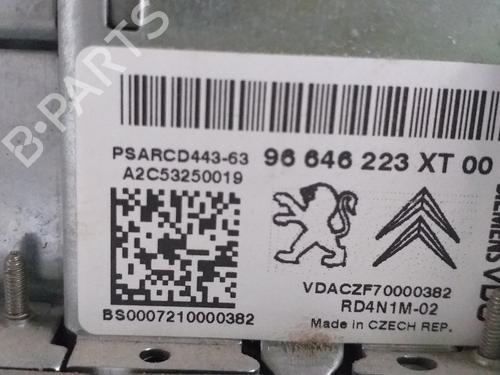 B-PARTS
PSARCD443-63
A2C53250019
96 646 223 XT 00
VDACZF70000382
RD4N1M-02
Made in CZECH REP.
BS0007210000382
SIEMENS VDO